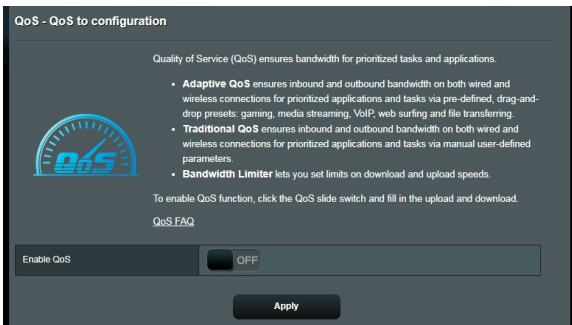 QoS - QoS to configuration
Quality of Service (QoS) ensures bandwidth for prioritized tasks and applications.
• Adaptive QoS ensures inbound and outbound bandwidth on both wired and
wireless connections for prioritized applications and tasks via pre-defined, drag-and-
drop presets: gaming, media streaming, VoIP, web surfing and file transferring.
• Traditional QoS ensures inbound and outbound bandwidth on both wired and
wireless connections for prioritized applications and tasks via manual user-defined
parameters.
• Bandwidth Limiter lets you set limits on download and upload speeds.
QoS
To enable QoS function, click the QoS slide switch and fill in the upload and download.
QoS FAQ
Enable QoS
OFF
Apply